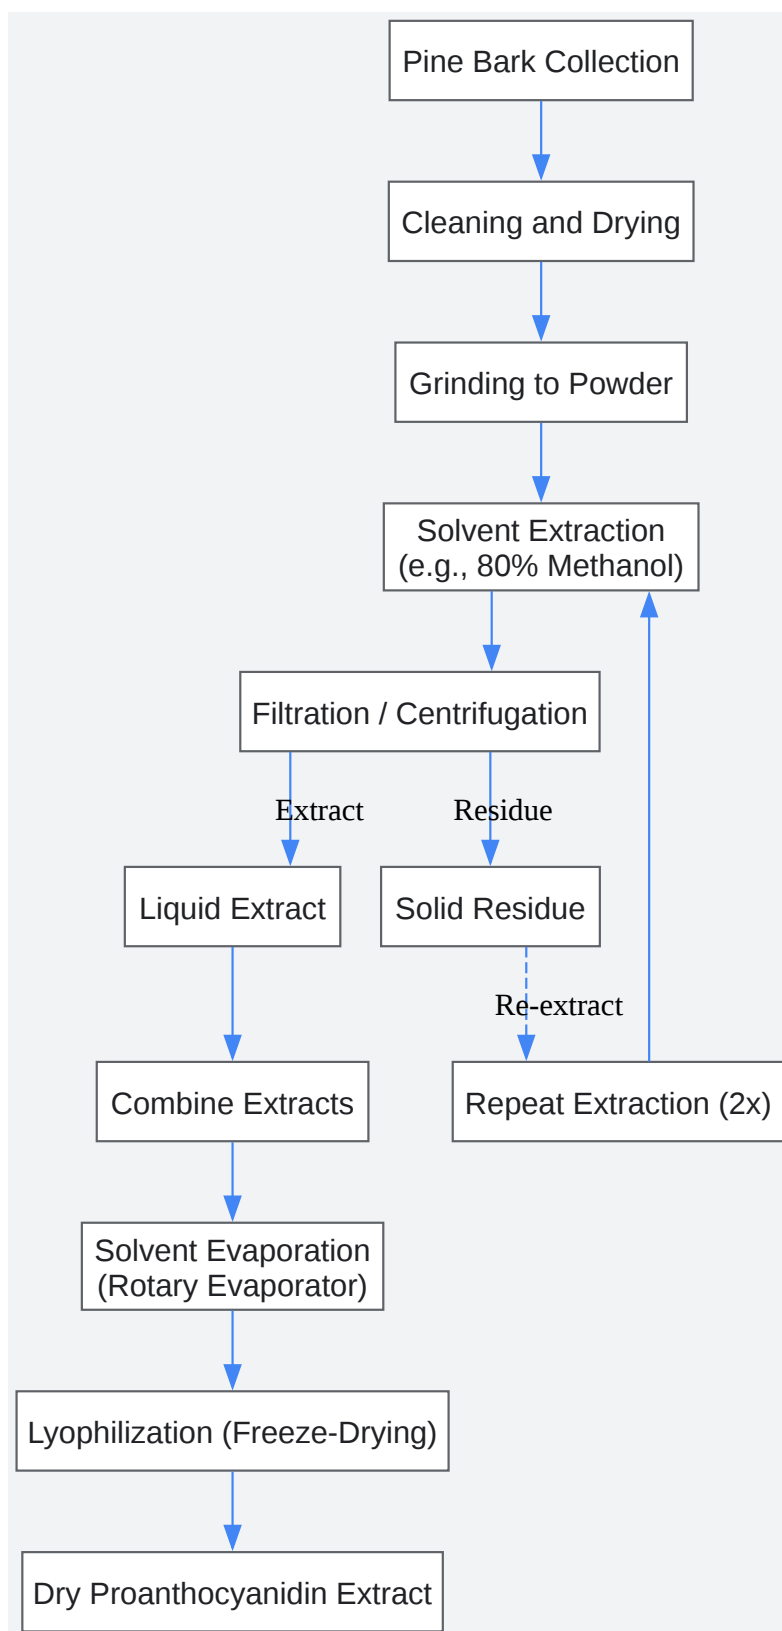 Pine Bark Collection
Cleaning and Drying
Grinding to Powder
Solvent Extraction
(e.g., 80% Methanol)
Filtration / Centrifugation
Extract
Residue
Liquid Extract
Solid Residue
Re-extract
Combine Extracts
Repeat Extraction (2x)
Solvent Evaporation
(Rotary Evaporator)
Lyophilization (Freeze-Drying)
Dry Proanthocyanidin Extract